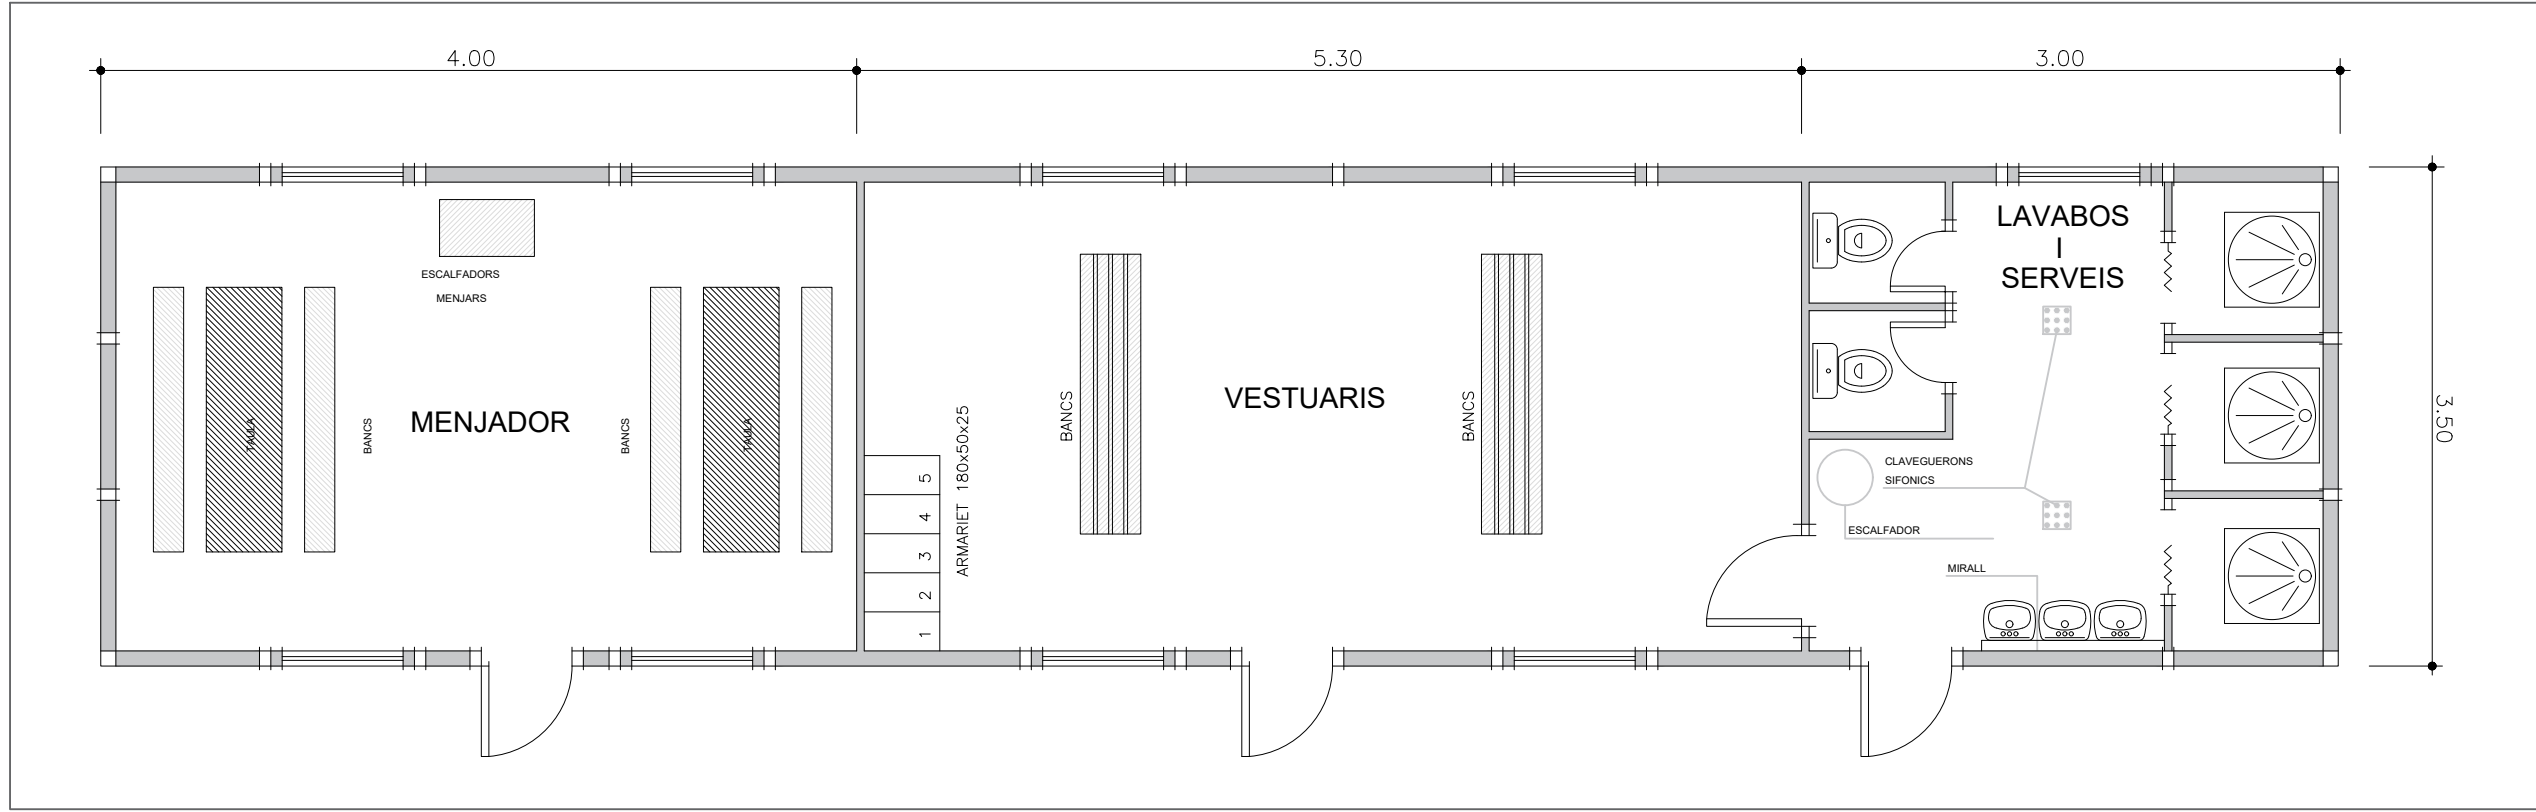 4.00
5.30
3.00
3.50
ESCALFADORS
MENJARS
TAULA
BANCS
MENJADOR
BANCS
TAULA
5
4
3
2
1
ARMARIET 180x50x25
BANCS
VESTUARIS
BANCS
LAVABOS
I
SERVEIS
CLAVEGUERONS
SIFONICS
ESCALFADOR
MIRALL